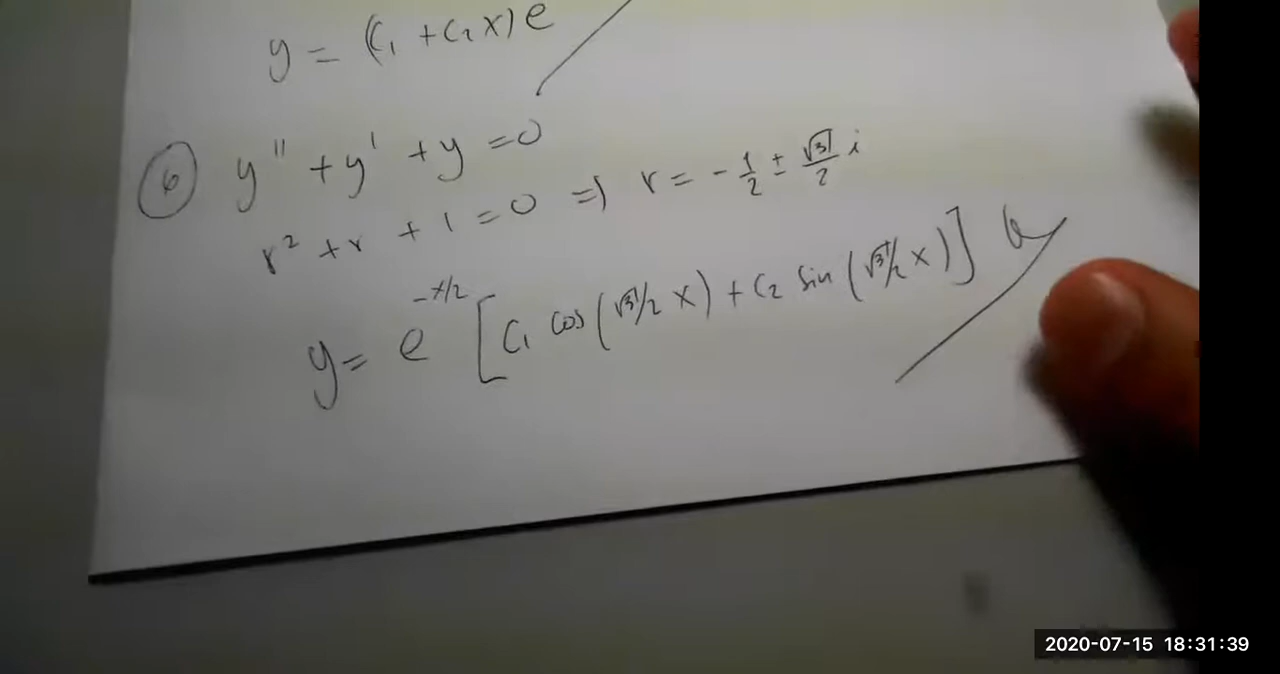 y = (C₁ + C₂ x) e
⑥ y'' + y' + y = 0
r² + r + 1 = 0 ⇒ r = - 1/2 ± √3/2 i
y = e^(-x/2) [C₁ cos (√3/2 x) + C₂ sin (√3/2 x)]
2020-07-15 18:31:39